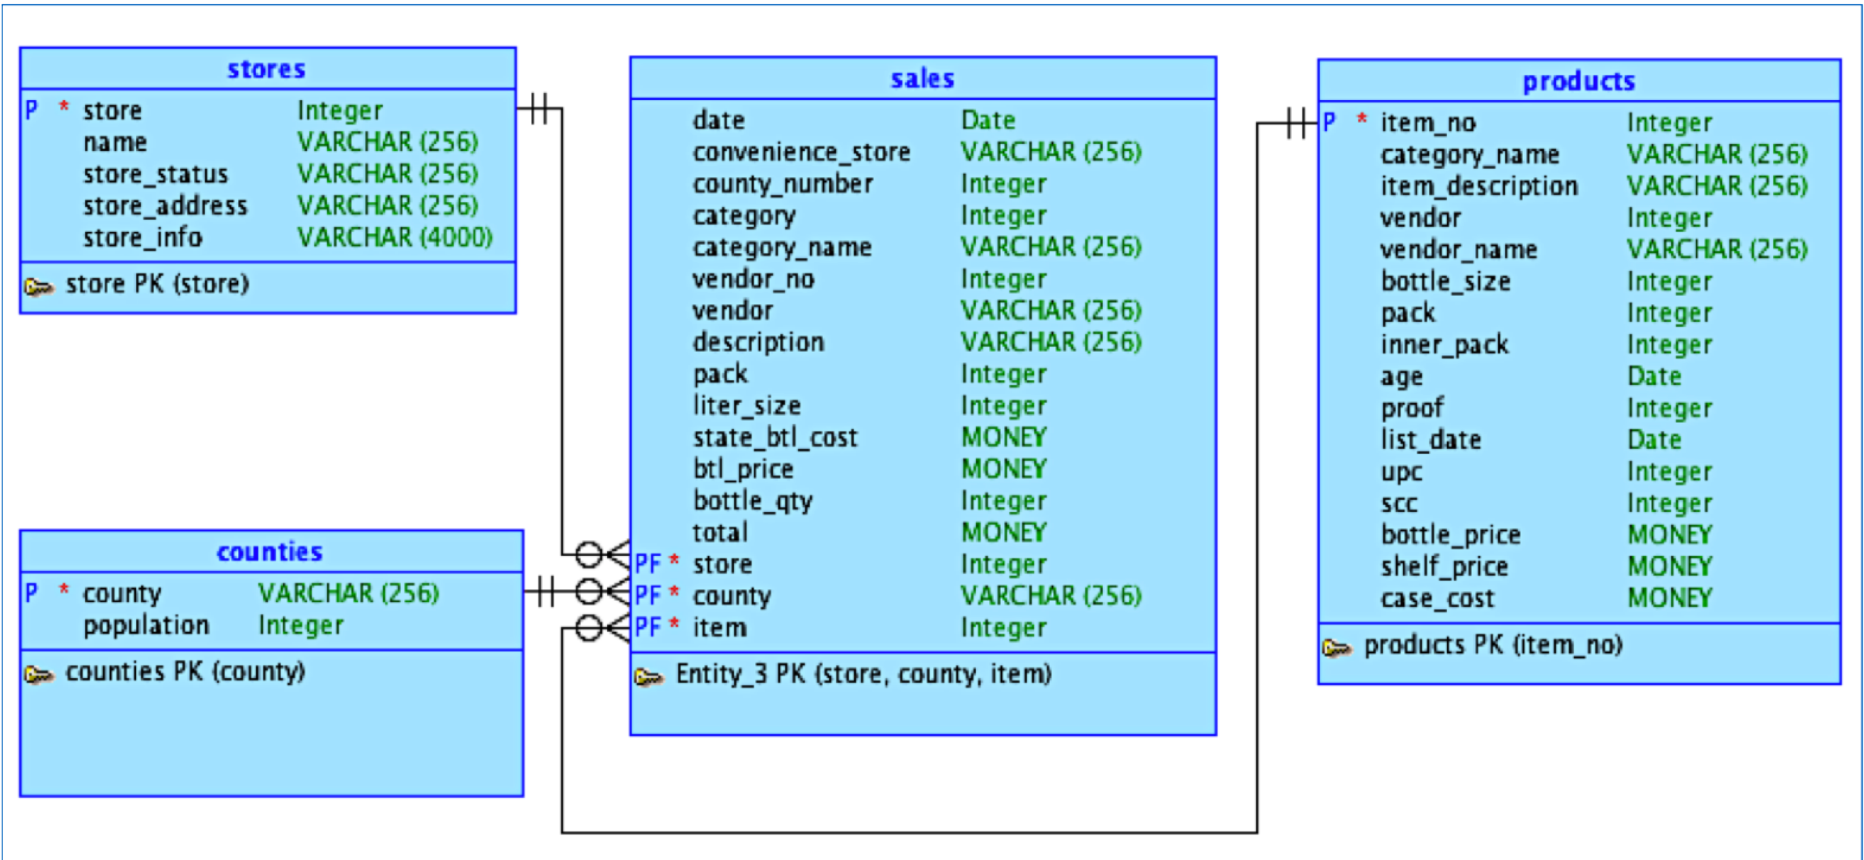 stores
P * store Integer
name VARCHAR (256)
store_status VARCHAR (256)
store_address VARCHAR (256)
store_info VARCHAR (4000)
store PK (store)
counties
P * county VARCHAR (256)
population Integer
counties PK (county)
sales
date Date
convenience_store VARCHAR (256)
county_number Integer
category Integer
category_name VARCHAR (256)
vendor_no Integer
vendor VARCHAR (256)
description VARCHAR (256)
pack Integer
liter_size Integer
state_btl_cost MONEY
btl_price MONEY
bottle_qty Integer
total MONEY
PF * store Integer
PF * county VARCHAR (256)
PF * item Integer
Entity_3 PK (store, county, item)
products
P * item_no Integer
category_name VARCHAR (256)
item_description VARCHAR (256)
vendor Integer
vendor_name VARCHAR (256)
bottle_size Integer
pack Integer
inner_pack Integer
age Date
proof Integer
list_date Date
upc Integer
scc Integer
bottle_price MONEY
shelf_price MONEY
case_cost MONEY
products PK (item_no)